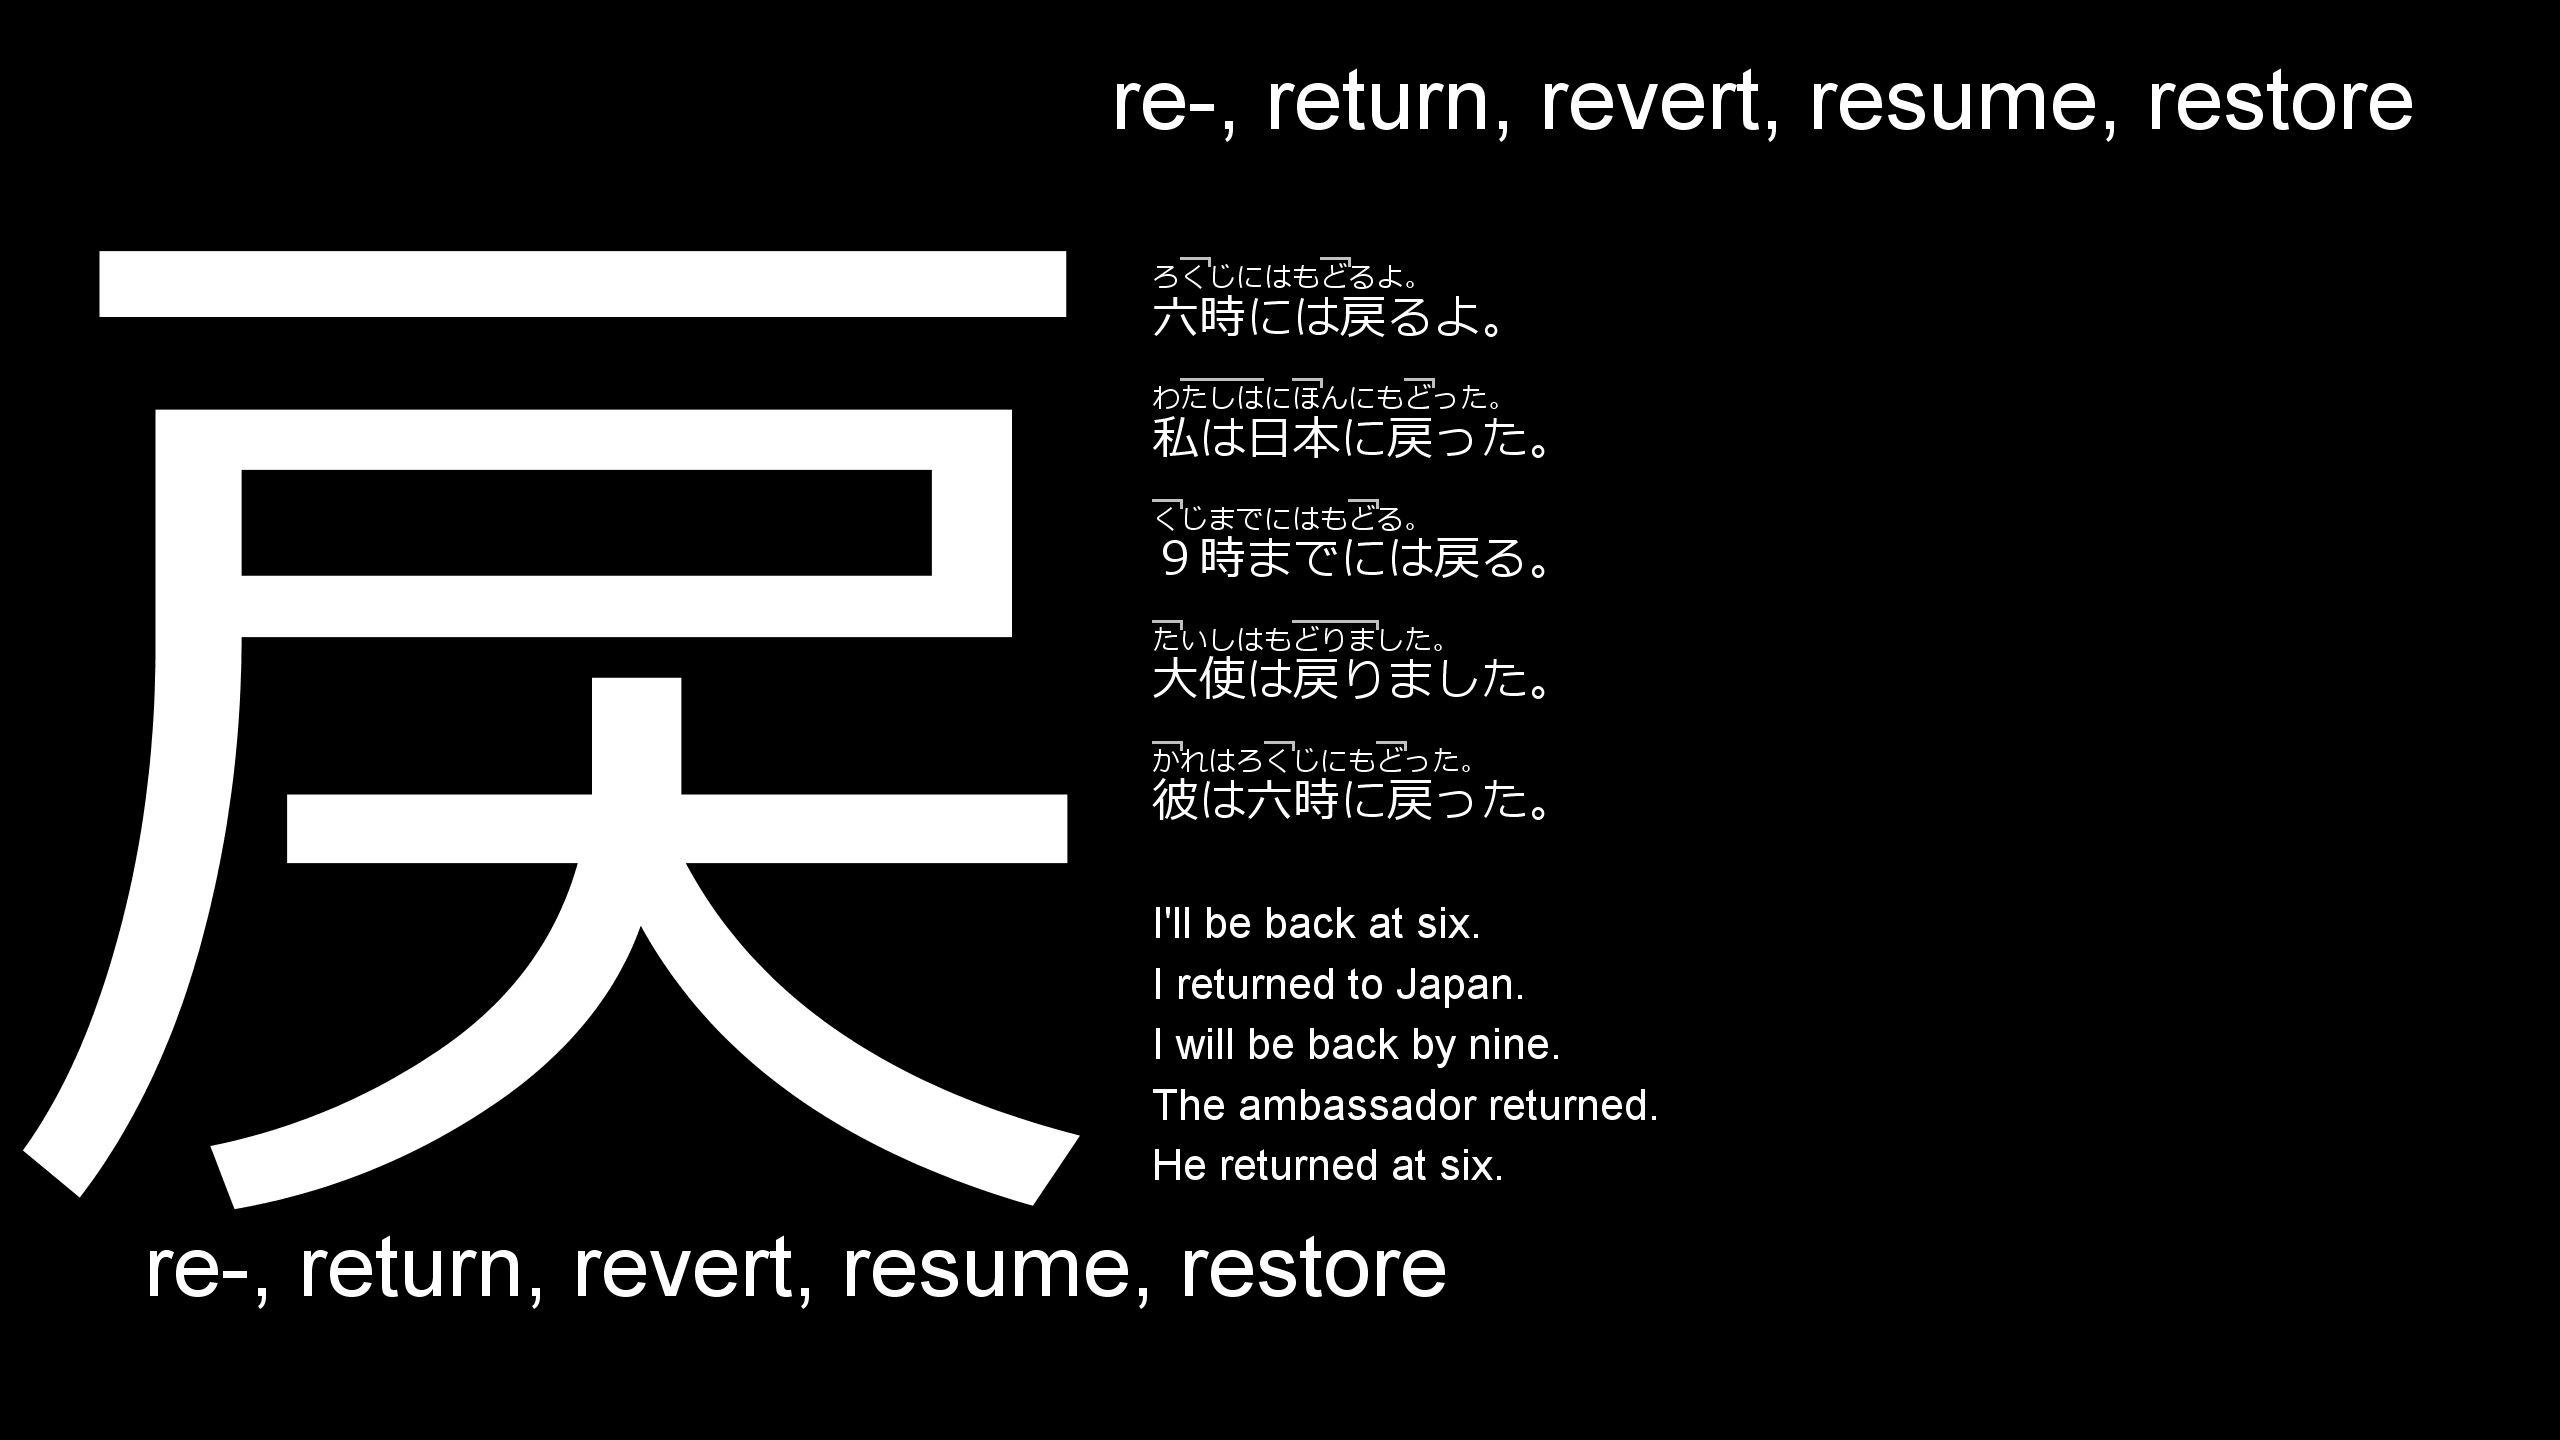 re-, return, revert, resume, restore
戻
ろくじにはもどるよ。
六時には戻るよ。
わたしはにほんにもどった。
私は日本に戻った。
くじまでにはもどる。
９時までには戻る。
たいしはもどりました。
大使は戻りました。
かれはろくじにもどった。
彼は六時に戻った。
I'll be back at six.
I returned to Japan.
I will be back by nine.
The ambassador returned.
He returned at six.
re-, return, revert, resume, restore